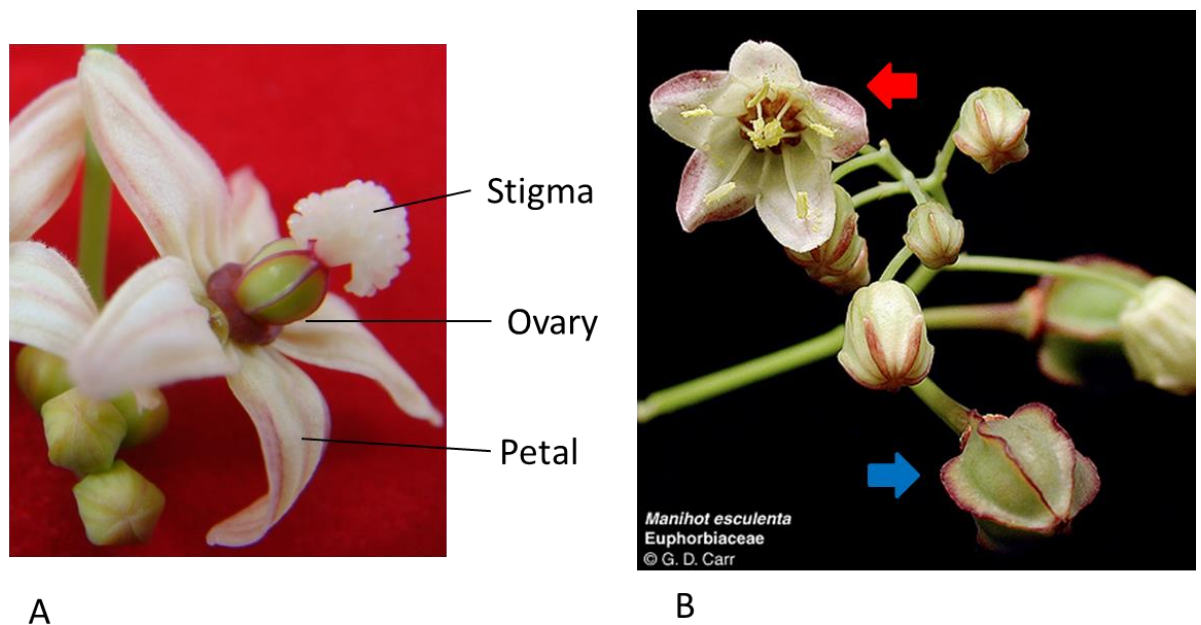 Stigma
Ovary
Petal
Manihot esculenta
Euphorbiaceae
© G. D. Carr
A
B